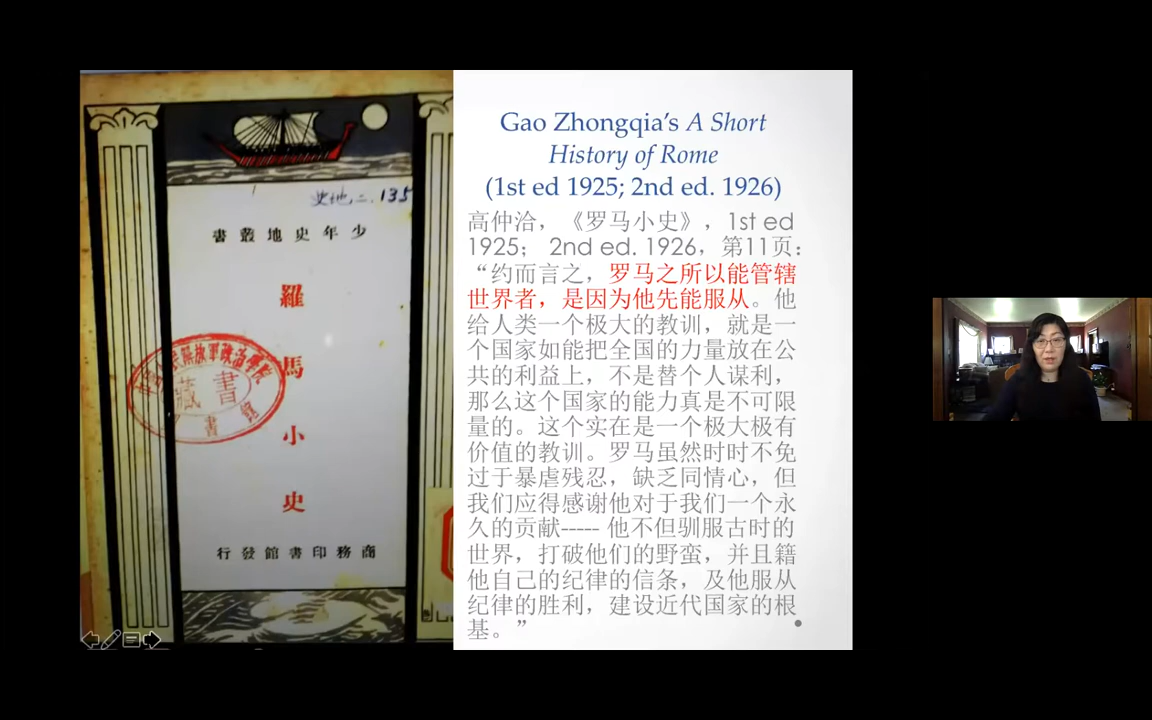 史地二.135
少年史地叢書
羅馬小史
商務印書館發行
藏書
Gao Zhongqia's A Short
History of Rome
(1st ed 1925; 2nd ed. 1926)
高仲洽，《罗马小史》，1st ed
1925； 2nd ed. 1926，第11页：
“约而言之，罗马之所以能管辖
世界者，是因为他先能服从。他
给人类一个极大的教训，就是一
个国家如能把全国的力量放在公
共的利益上，不是替个人谋利，
那么这个国家的能力真是不可限
量的。这个实在是一个极大极有
价值的教训。罗马虽然时时不免
过于暴虐残忍，缺乏同情心，但
我们应得感谢他对于我们一个永
久的贡献----- 他不但驯服古时的
世界，打破他们的野蛮，并且籍
他自己的纪律的信条，及他服从
纪律的胜利，建设近代国家的根
基。”